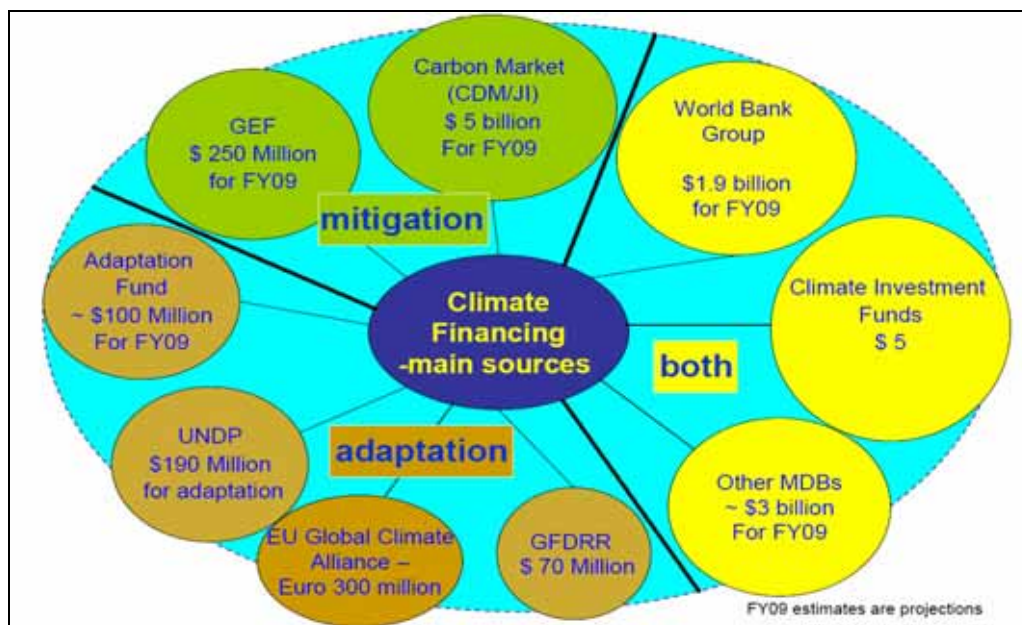 Carbon Market
(CDM/JI)
$ 5 billion
For FY09
GEF
$ 250 Million
for FY09
mitigation
World Bank
Group
$1.9 billion
for FY09
Adaptation
Fund
~ $100 Million
For FY09
Climate
Financing
-main sources
Climate Investment
Funds
$ 5
both
UNDP
$190 Million
for adaptation
adaptation
EU Global Climate
Alliance –
Euro 300 million
GFDRR
$ 70 Million
Other MDBs
~ $3 billion
For FY09
FY09 estimates are projections